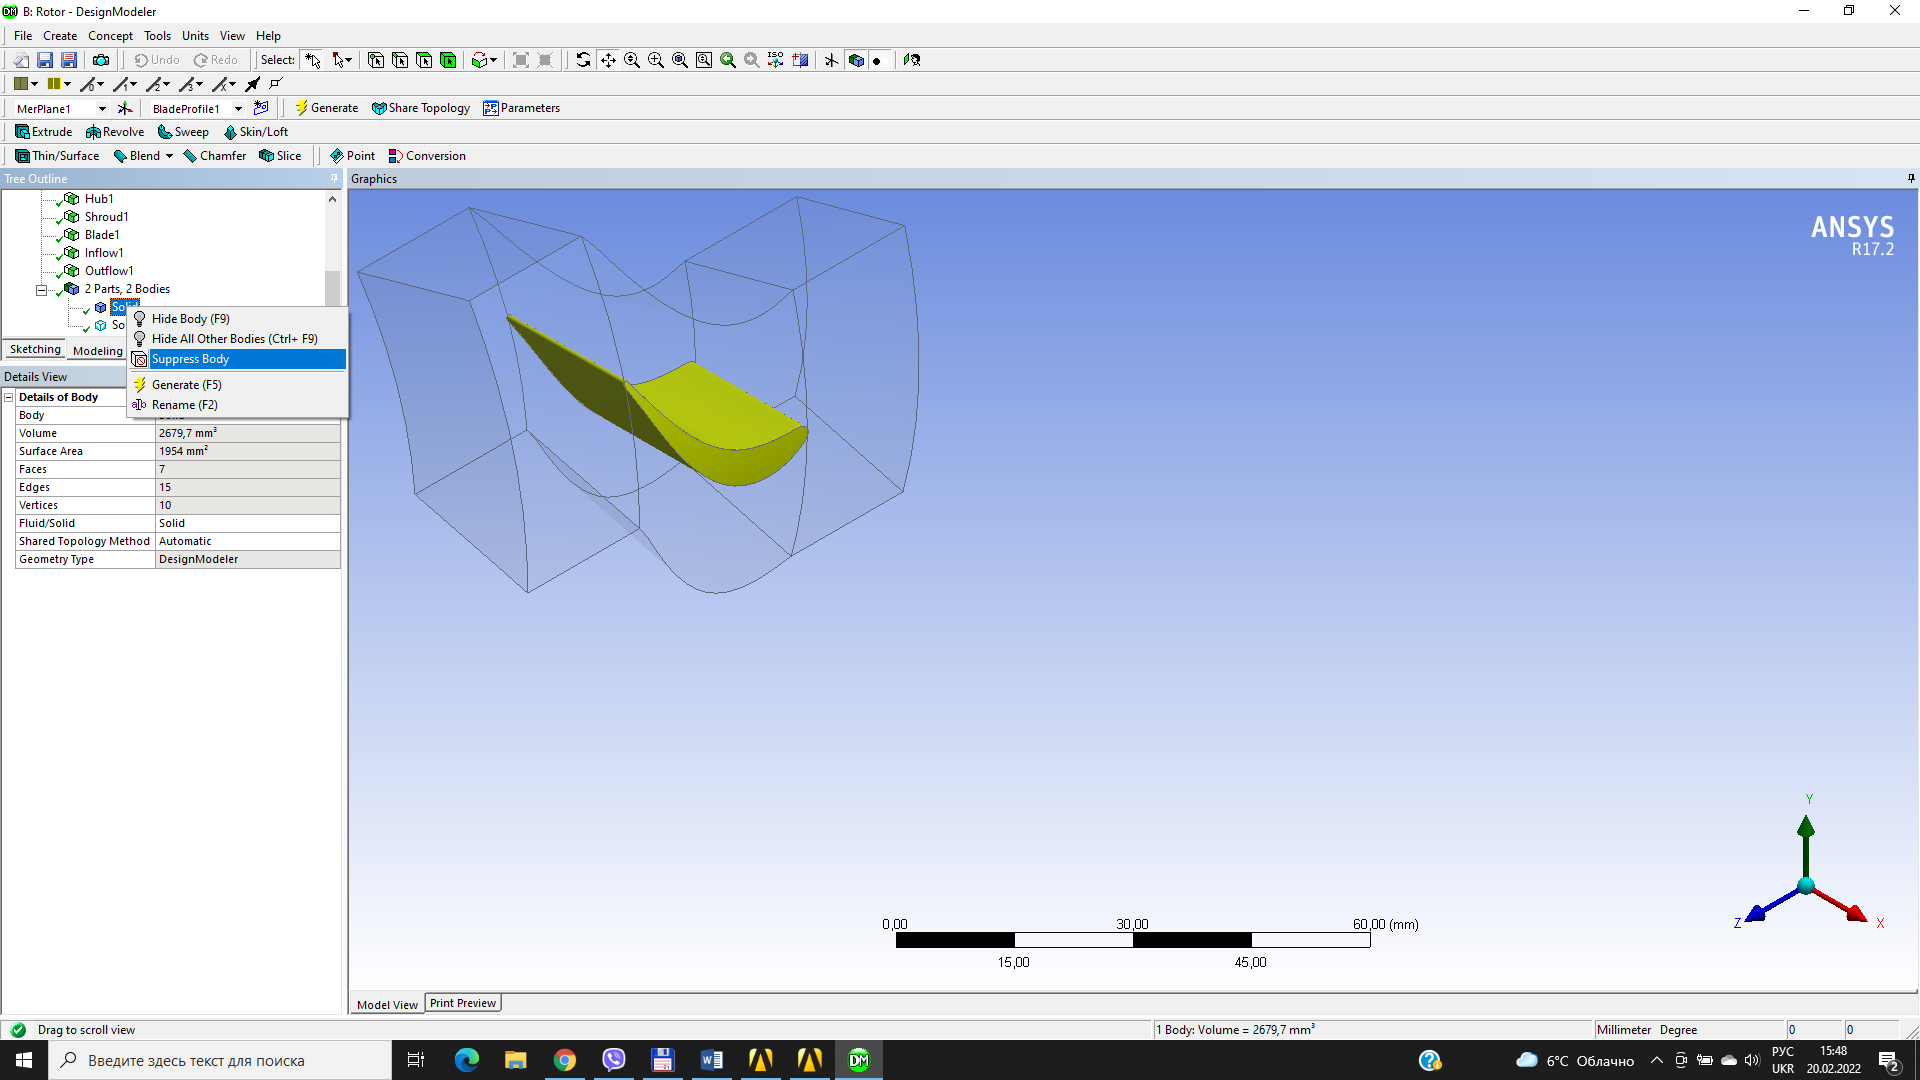 B: Rotor - DesignModeler
File Create Concept Tools Units View Help
Undo Redo Select:
MerPlane1 BladeProfile1 Generate Share Topology Parameters
Extrude Revolve Sweep Skin/Loft
Thin/Surface Blend Chamfer Slice Point Conversion
Tree Outline
Graphics
Hub1
Shroud1
Blade1
Inflow1
Outflow1
2 Parts, 2 Bodies
Hide Body (F9)
Hide All Other Bodies (Ctrl+ F9)
Suppress Body
Generate (F5)
Rename (F2)
Sketching Modeling
Details View
Details of Body
Body
Volume 2679,7 mm³
Surface Area 1954 mm²
Faces 7
Edges 15
Vertices 10
Fluid/Solid Solid
Shared Topology Method Automatic
Geometry Type DesignModeler
ANSYS
R17.2
Y
Z
X
0,00 30,00 60,00 (mm)
15,00 45,00
Model View Print Preview
Drag to scroll view
1 Body: Volume = 2679,7 mm³
Millimeter Degree 0 0
Введите здесь текст для поиска
DM
6°C Облачно
РУС
UKR
15:48
20.02.2022
2